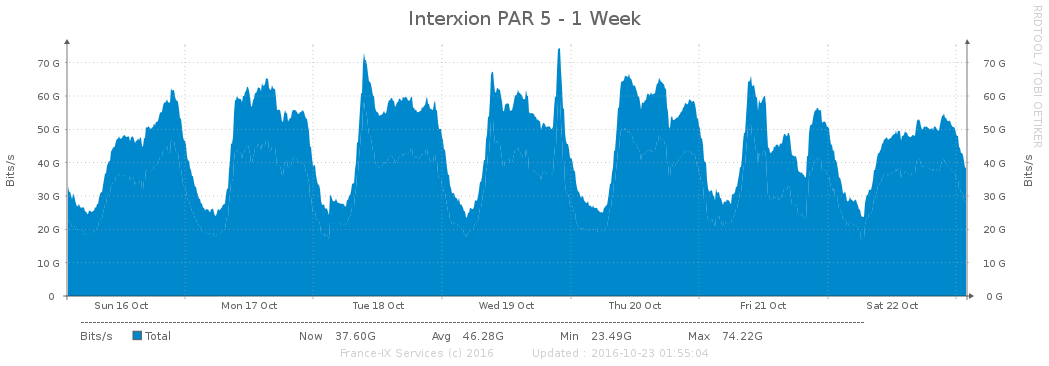 Interxion PAR 5 - 1 Week
RRDTOOL / TOBI OETIKER
Bits/s
70 G 70 G
60 G 60 G
50 G 50 G
40 G 40 G
30 G 30 G
20 G 20 G
10 G 10 G
0 0 G
Bits/s
Sun 16 Oct Mon 17 Oct Tue 18 Oct Wed 19 Oct Thu 20 Oct Fri 21 Oct Sat 22 Oct
Bits/s Total Now 37.60G Avg 46.28G Min 23.49G Max 74.22G
France-IX Services (c) 2016 Updated : 2016-10-23 01:55:04